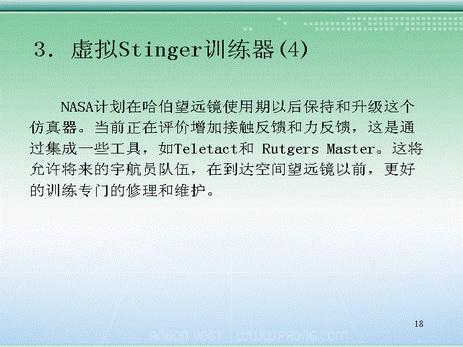 3. 虚拟Stinger训练器(4)
NASA计划在哈伯望远镜使用期以后保持和升级这个
仿真器。当前正在评价增加接触反馈和力反馈，这是通
过集成一些工具，如Teletact和 Rutgers Master。这将
允许将来的宇航员队伍，在到达空间望远镜以前，更好
的训练专门的修理和维护。
18